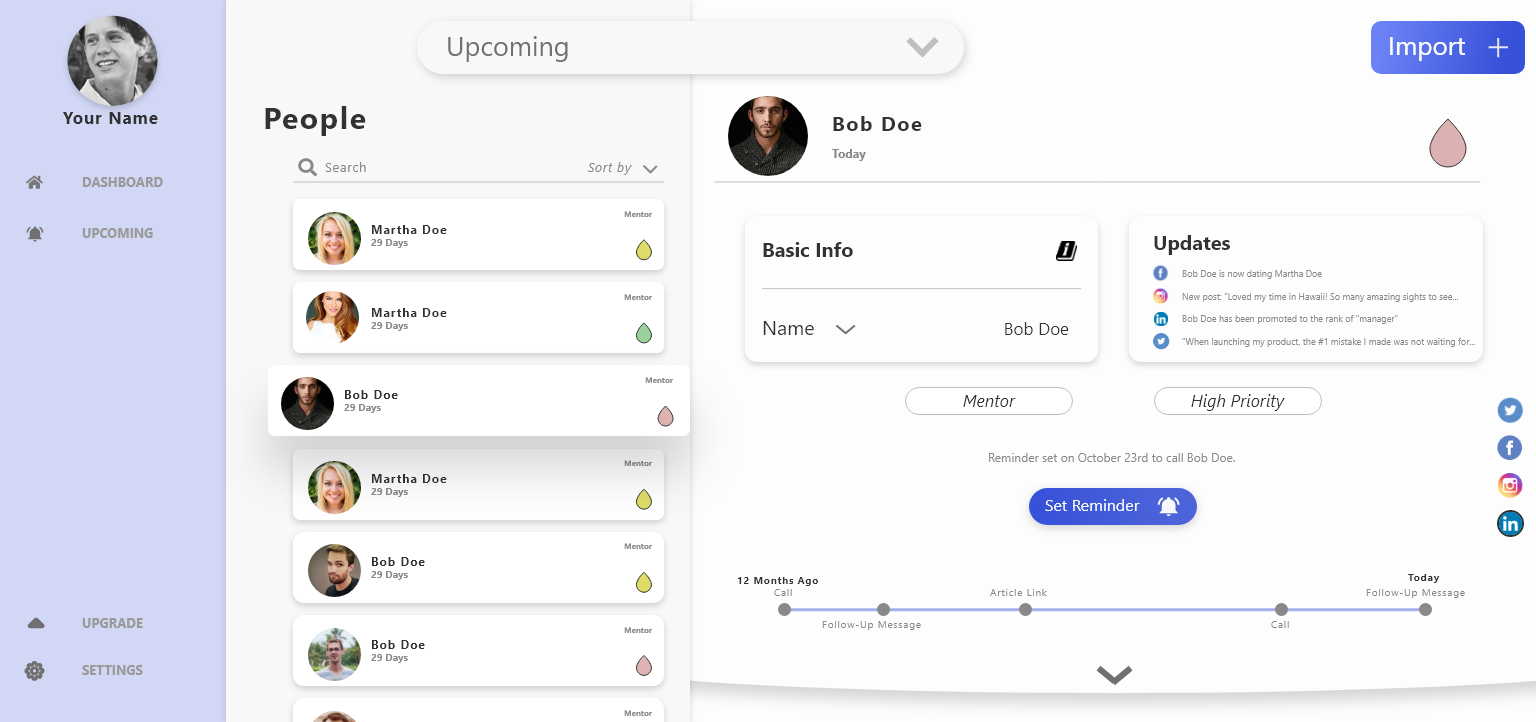 Your Name
DASHBOARD
UPCOMING
UPGRADE
SETTINGS
Upcoming
Import
People
Search
Sort by
Mentor
Martha Doe
29 Days
Mentor
Martha Doe
29 Days
Mentor
Bob Doe
29 Days
Mentor
Martha Doe
29 Days
Mentor
Bob Doe
29 Days
Mentor
Bob Doe
29 Days
Mentor
Bob Doe
Today
Basic Info
Name
Bob Doe
Updates
Bob Doe is now dating Martha Doe
New post: "Loved my time in Hawaii! So many amazing sights to see...
Bob Doe has been promoted to the rank of "manager"
"When launching my product, the #1 mistake I made was not waiting for...
Mentor
High Priority
Reminder set on October 23rd to call Bob Doe.
Set Reminder
12 Months Ago
Call
Follow-Up Message
Article Link
Call
Today
Follow-Up Message